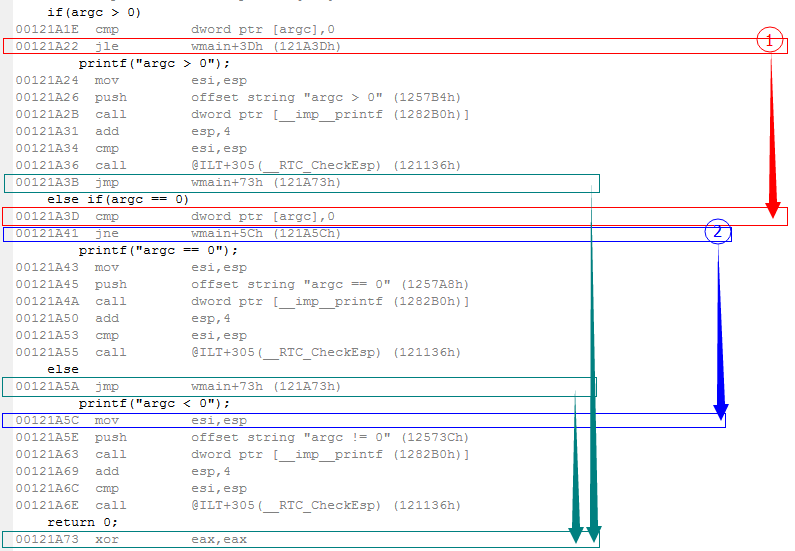 if(argc > 0)
00121A1E cmp dword ptr [argc],0
00121A22 jle wmain+3Dh (121A3Dh)
①
printf("argc > 0");
00121A24 mov esi,esp
00121A26 push offset string "argc > 0" (1257B4h)
00121A2B call dword ptr [__imp__printf (1282B0h)]
00121A31 add esp,4
00121A34 cmp esi,esp
00121A36 call @ILT+305(__RTC_CheckEsp) (121136h)
00121A3B jmp wmain+73h (121A73h)
else if(argc == 0)
00121A3D cmp dword ptr [argc],0
00121A41 jne wmain+5Ch (121A5Ch)
②
printf("argc == 0");
00121A43 mov esi,esp
00121A45 push offset string "argc == 0" (1257A8h)
00121A4A call dword ptr [__imp__printf (1282B0h)]
00121A50 add esp,4
00121A53 cmp esi,esp
00121A55 call @ILT+305(__RTC_CheckEsp) (121136h)
else
00121A5A jmp wmain+73h (121A73h)
printf("argc < 0");
00121A5C mov esi,esp
00121A5E push offset string "argc != 0" (12573Ch)
00121A63 call dword ptr [__imp__printf (1282B0h)]
00121A69 add esp,4
00121A6C cmp esi,esp
00121A6E call @ILT+305(__RTC_CheckEsp) (121136h)
return 0;
00121A73 xor eax,eax